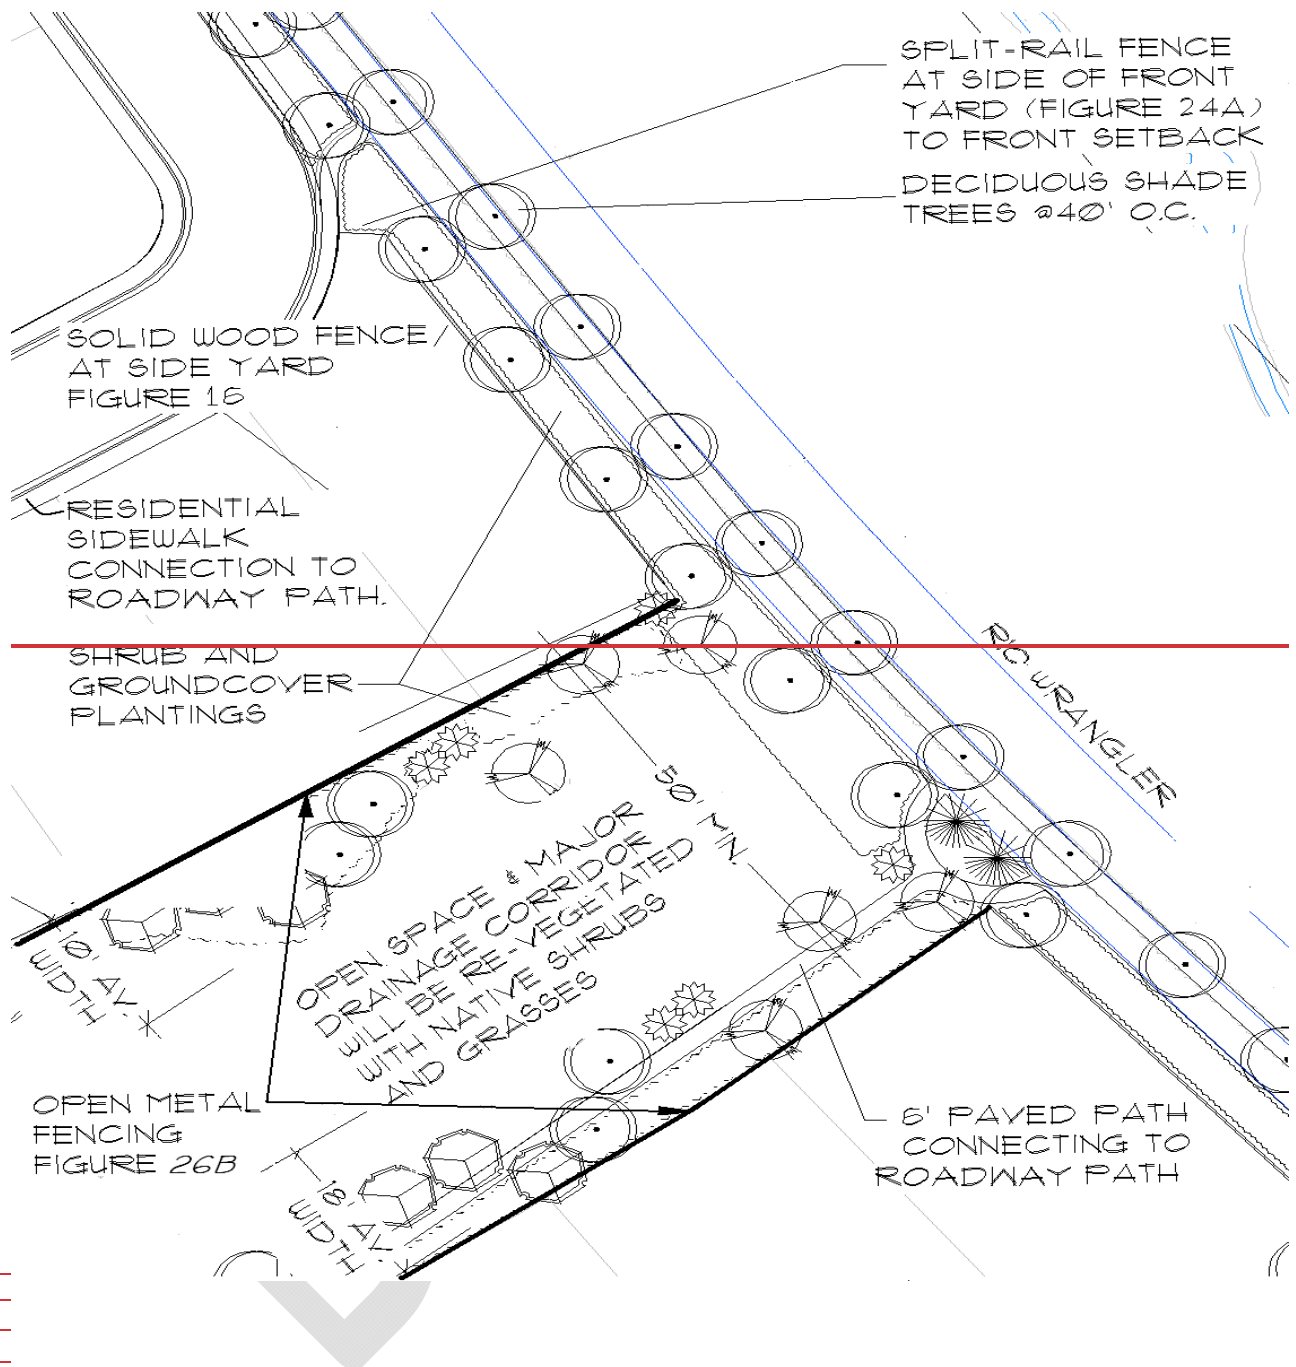 SPLIT-RAIL FENCE
AT SIDE OF FRONT
YARD (FIGURE 24A)
TO FRONT SETBACK
DECIDUOUS SHADE
TREES @40' O.C.
SOLID WOOD FENCE
AT SIDE YARD
FIGURE 16
RESIDENTIAL
SIDEWALK
CONNECTION TO
ROADWAY PATH.
SHRUB AND
GROUNDCOVER
PLANTINGS
RIO WRANGLER
50' MIN.
OPEN SPACE & MAJOR
DRAINAGE CORRIDOR
WILL BE RE-VEGETATED
WITH NATIVE SHRUBS
AND GRASSES
10' AV.
WIDTH
OPEN METAL
FENCING
FIGURE 26B
18' AV.
WIDTH
6' PAVED PATH
CONNECTING TO
ROADWAY PATH